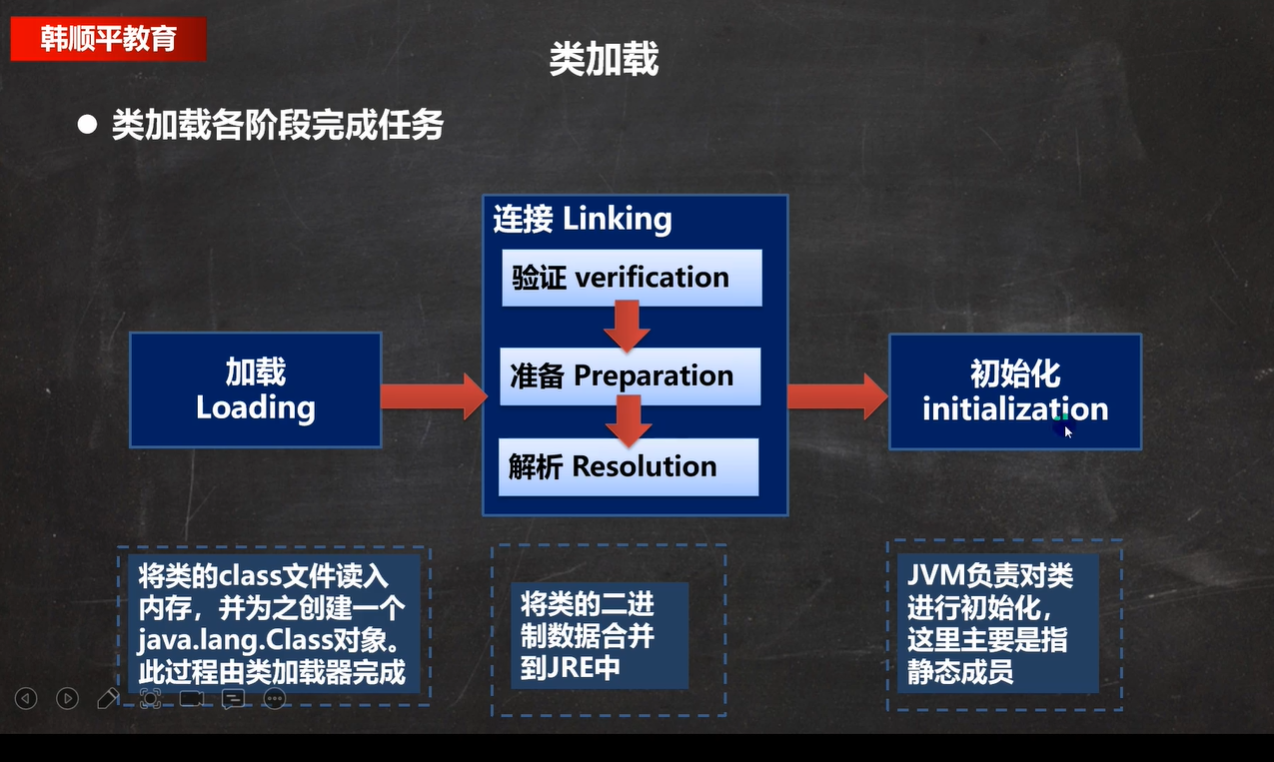 韩顺平教育
类加载
● 类加载各阶段完成任务
连接 Linking
验证 verification
准备 Preparation
解析 Resolution
加载
Loading
初始化
initialization
将类的class文件读入
内存，并为之创建一个
java.lang.Class对象。
此过程由类加载器完成
将类的二进
制数据合并
到JRE中
JVM负责对类
进行初始化，
这里主要是指
静态成员